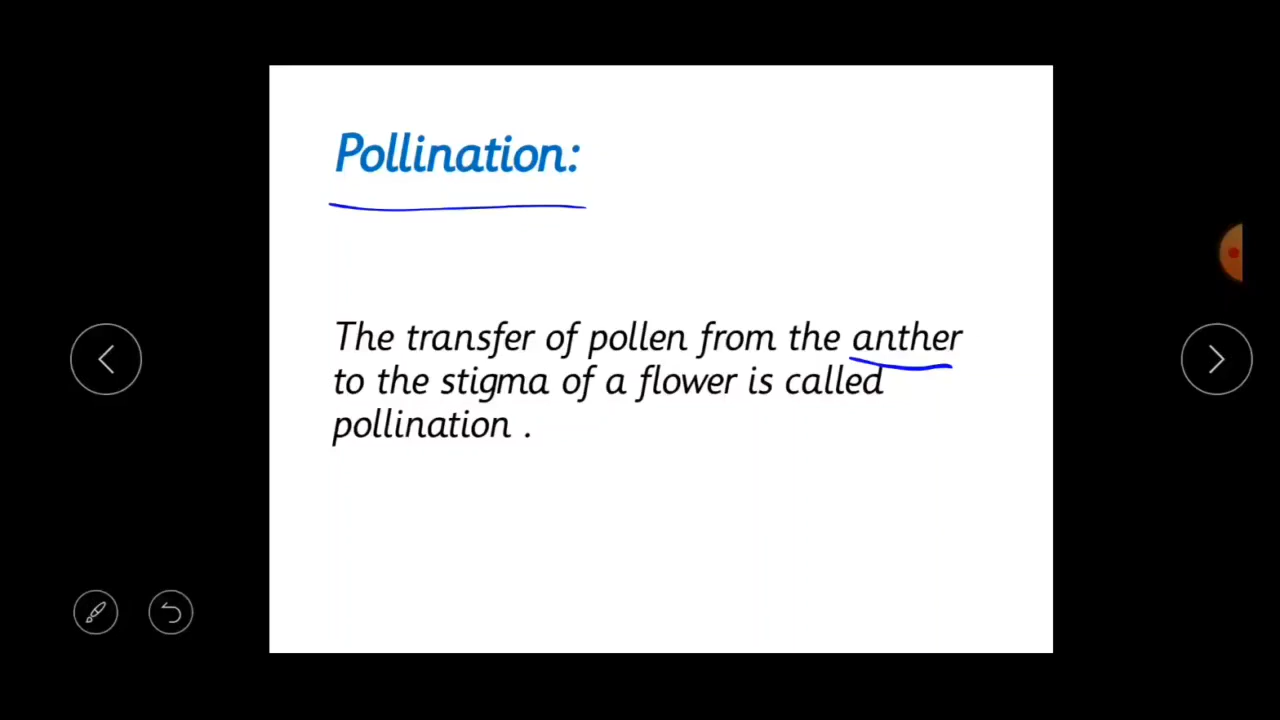 Pollination:
The transfer of pollen from the anther
to the stigma of a flower is called
pollination .